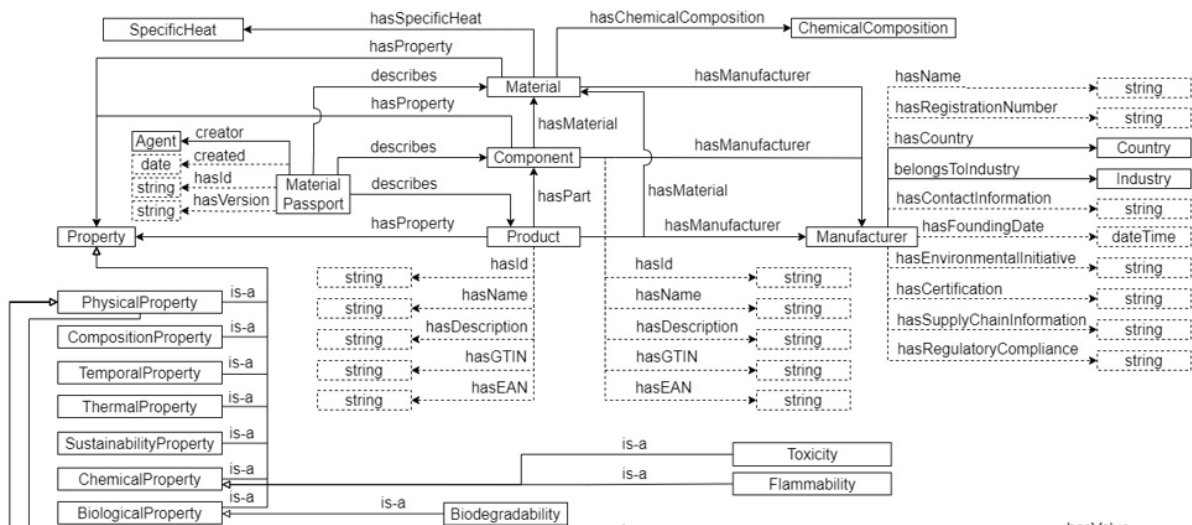 hasSpecificHeat
hasChemicalComposition
SpecificHeat
ChemicalComposition
hasProperty
describes
Material
hasManufacturer
hasName
string
hasProperty
hasRegistrationNumber
string
creator
hasMaterial
Agent
created
describes
Component
hasManufacturer
hasCountry
Country
date
hasId
string
Material
Passport
describes
hasPart
hasMaterial
belongsToIndustry
Industry
hasVersion
string
hasContactInformation
string
hasProperty
Property
Product
hasManufacturer
Manufacturer
hasFoundingDate
dateTime
string
hasId
hasId
string
hasEnvironmentalInitiative
string
PhysicalProperty
is-a
string
hasName
hasName
string
hasCertification
string
CompositionProperty
is-a
string
hasDescription
hasDescription
string
hasSupplyChainInformation
string
TemporalProperty
is-a
string
hasGTIN
hasGTIN
string
hasRegulatoryCompliance
string
ThermalProperty
is-a
string
hasEAN
hasEAN
string
SustainabilityProperty
is-a
is-a
Toxicity
ChemicalProperty
is-a
is-a
Flammability
BiologicalProperty
is-a
is-a
Biodegradability